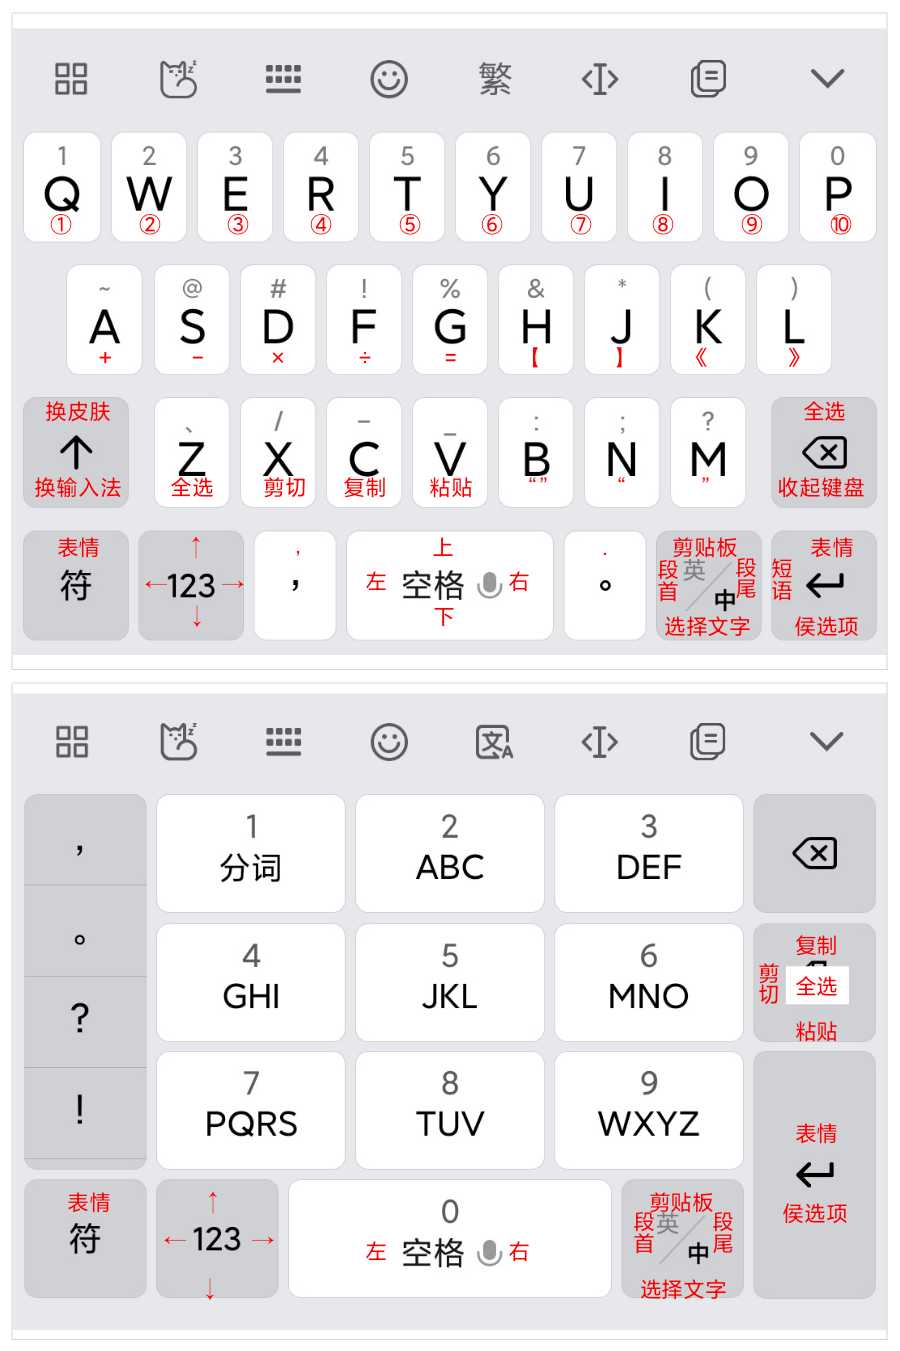 繁
1 2 3 4 5 6 7 8 9 0
Q W E R T Y U I O P
① ② ③ ④ ⑤ ⑥ ⑦ ⑧ ⑨ ⑩
~ @ # ! % & * ( )
A S D F G H J K L
+ − × ÷ = 【 】 《 》
换皮肤 、 / – _ : ; ? 全选
↑ Z X C V B N M
换输入法 全选 剪切 复制 粘贴 “” “ ” 收起键盘
表情 ↑ , 上 . 剪贴板 表情
符 ←123→ , 左 空格 右 。 段首 英/中 段尾 短语
↓ 下 选择文字 侯选项
文A
, 1 2 3
分词 ABC DEF
。 4 5 6 复制
GHI JKL MNO 剪切 全选
? 粘贴
7 8 9
! PQRS TUV WXYZ 表情
侯选项
表情 ↑ 0 剪贴板
符 ←123→ 左 空格 右 段首 英/中 段尾
↓ 选择文字